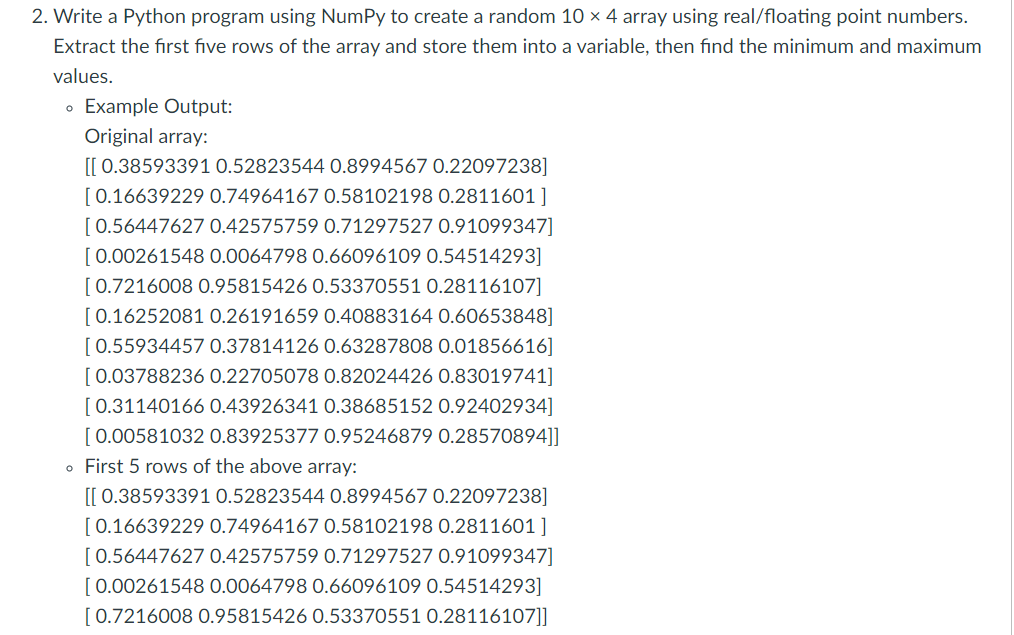 2. Write a Python program using NumPy to create a random 10 × 4 array using real/floating point numbers.
Extract the first five rows of the array and store them into a variable, then find the minimum and maximum
values.
◦ Example Output:
Original array:
[[ 0.38593391 0.52823544 0.8994567 0.22097238]
[ 0.16639229 0.74964167 0.58102198 0.2811601 ]
[ 0.56447627 0.42575759 0.71297527 0.91099347]
[ 0.00261548 0.0064798 0.66096109 0.54514293]
[ 0.7216008 0.95815426 0.53370551 0.28116107]
[ 0.16252081 0.26191659 0.40883164 0.60653848]
[ 0.55934457 0.37814126 0.63287808 0.01856616]
[ 0.03788236 0.22705078 0.82024426 0.83019741]
[ 0.31140166 0.43926341 0.38685152 0.92402934]
[ 0.00581032 0.83925377 0.95246879 0.28570894]]
◦ First 5 rows of the above array:
[[ 0.38593391 0.52823544 0.8994567 0.22097238]
[ 0.16639229 0.74964167 0.58102198 0.2811601 ]
[ 0.56447627 0.42575759 0.71297527 0.91099347]
[ 0.00261548 0.0064798 0.66096109 0.54514293]
[ 0.7216008 0.95815426 0.53370551 0.28116107]]